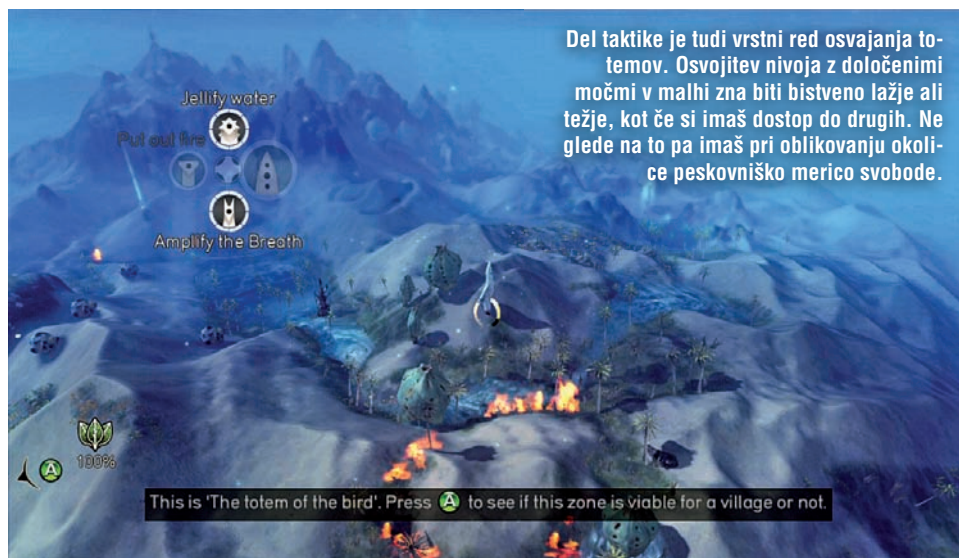 Del taktike je tudi vrstni red osvajanja to-
temov. Osvojitev nivoja z določenimi
močmi v malhi zna biti bistveno lažje ali
težje, kot če si imaš dostop do drugih. Ne
glede na to pa imaš pri oblikovanju okoli-
ce peskovniško merico svobode.
Jellify water
Put out fire
Amplify the Breath
100%
A
This is 'The totem of the bird'. Press A to see if this zone is viable for a village or not.